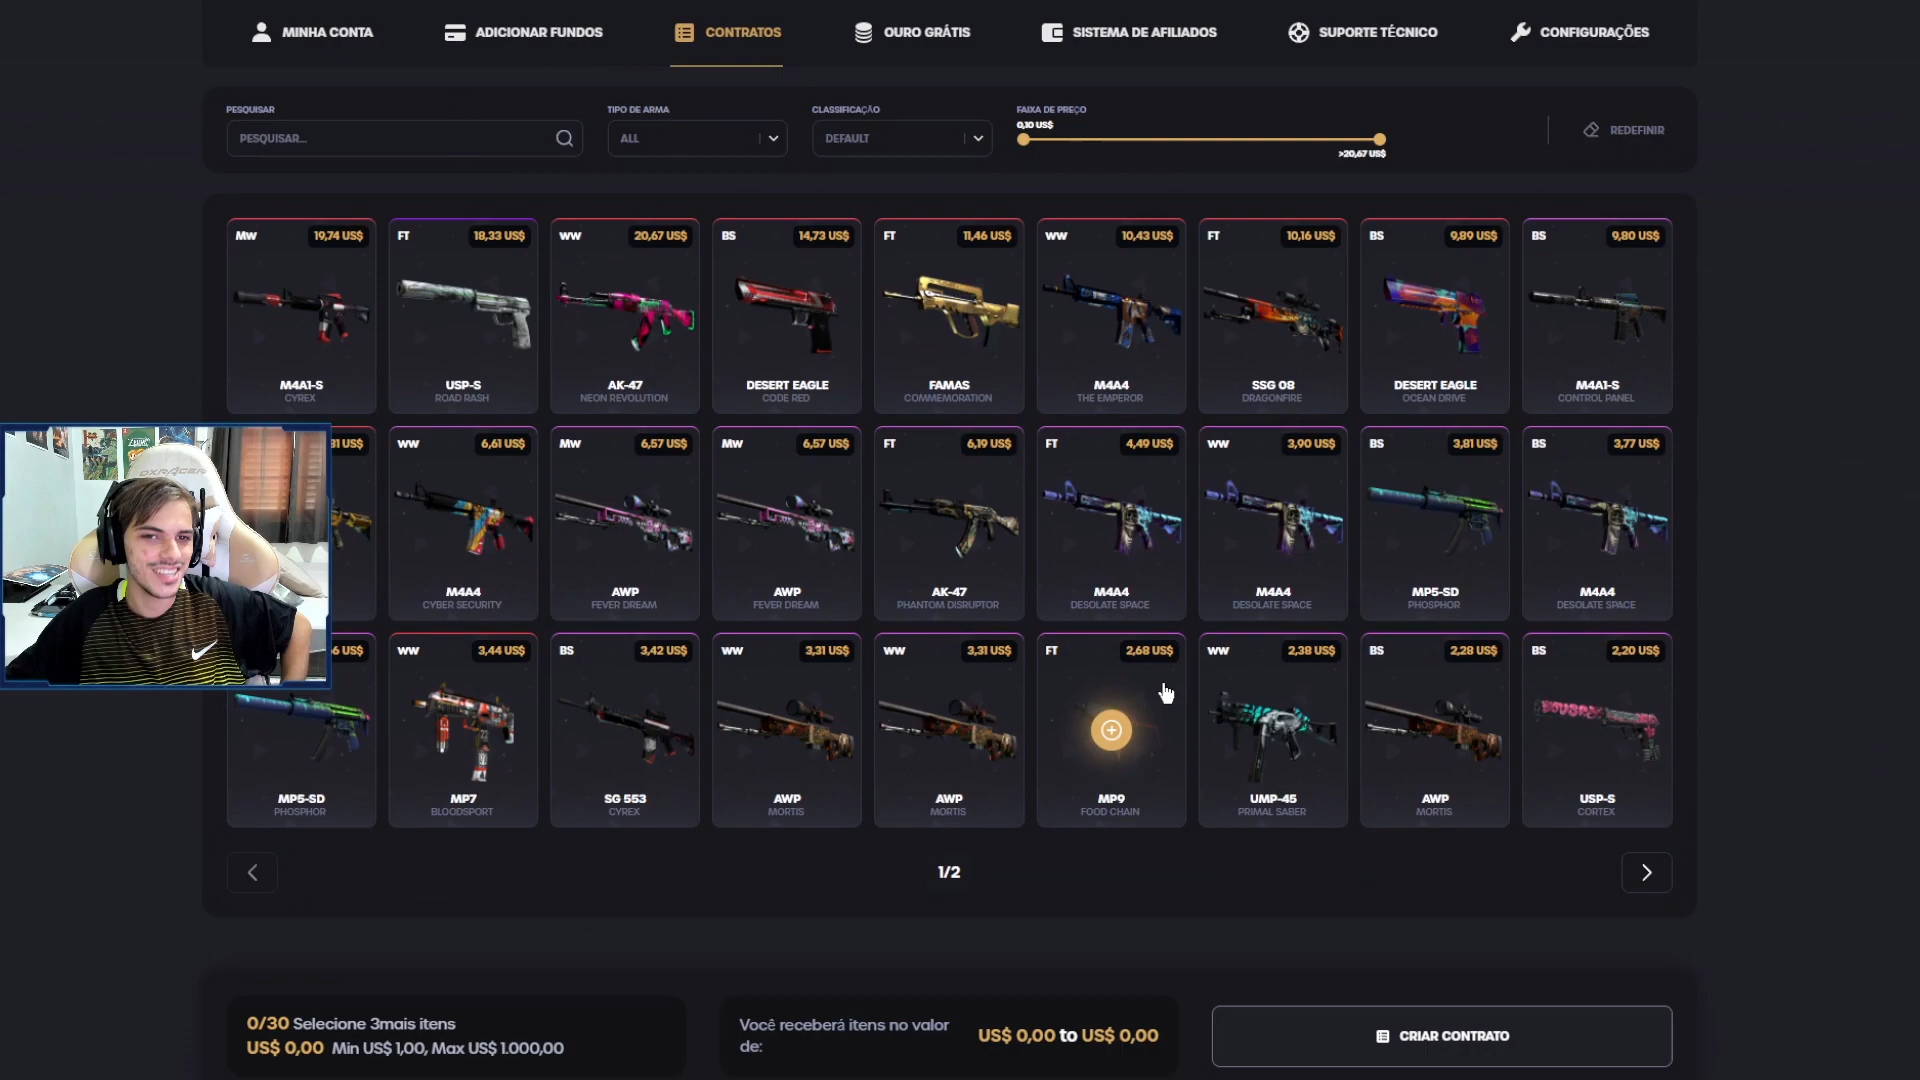 MINHA CONTA
ADICIONAR FUNDOS
CONTRATOS
OURO GRÁTIS
SISTEMA DE AFILIADOS
SUPORTE TÉCNICO
CONFIGURAÇÕES
PESQUISAR
TIPO DE ARMA
CLASSIFICAÇÃO
FAIXA DE PREÇO
0,10 US$
PESQUISAR...
ALL
DEFAULT
>20,67 US$
REDEFINIR
MW 19,74 US$
FT 18,33 US$
WW 20,67 US$
BS 14,73 US$
FT 11,46 US$
WW 10,43 US$
FT 10,16 US$
BS 9,89 US$
BS 9,80 US$
M4A1-S
CYREX
USP-S
ROAD RASH
AK-47
NEON REVOLUTION
DESERT EAGLE
CODE RED
FAMAS
COMMEMORATION
M4A4
THE EMPEROR
SSG 08
DRAGONFIRE
DESERT EAGLE
OCEAN DRIVE
M4A1-S
CONTROL PANEL
31 US$
WW 6,61 US$
MW 6,57 US$
MW 6,57 US$
FT 6,19 US$
FT 4,49 US$
WW 3,90 US$
BS 3,81 US$
BS 3,77 US$
DXRACER
M4A4
CYBER SECURITY
AWP
FEVER DREAM
AWP
FEVER DREAM
AK-47
PHANTOM DISRUPTOR
M4A4
DESOLATE SPACE
M4A4
DESOLATE SPACE
MP5-SD
PHOSPHOR
M4A4
DESOLATE SPACE
6 US$
WW 3,44 US$
BS 3,42 US$
WW 3,31 US$
WW 3,31 US$
FT 2,68 US$
WW 2,38 US$
BS 2,28 US$
BS 2,20 US$
MP5-SD
PHOSPHOR
MP7
BLOODSPORT
SG 553
CYREX
AWP
MORTIS
AWP
MORTIS
MP9
FOOD CHAIN
UMP-45
PRIMAL SABER
AWP
MORTIS
USP-S
CORTEX
1/2
0/30 Selecione 3mais itens
US$ 0,00 Min US$ 1,00, Max US$ 1.000,00
Você receberá itens no valor
de:
US$ 0,00 to US$ 0,00
CRIAR CONTRATO